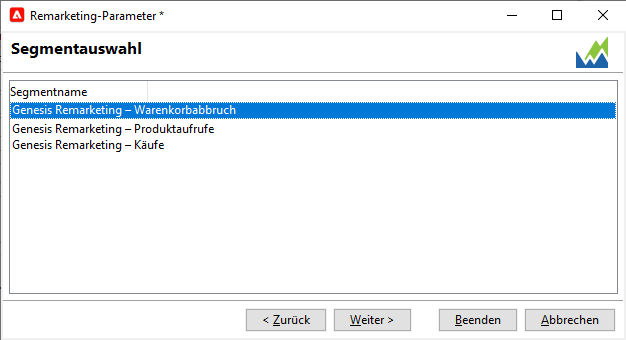 Remarketing-Parameter *
Segmentauswahl
Segmentname
Genesis Remarketing – Warenkorbabbruch
Genesis Remarketing – Produktaufrufe
Genesis Remarketing – Käufe
< Zurück Weiter > Beenden Abbrechen